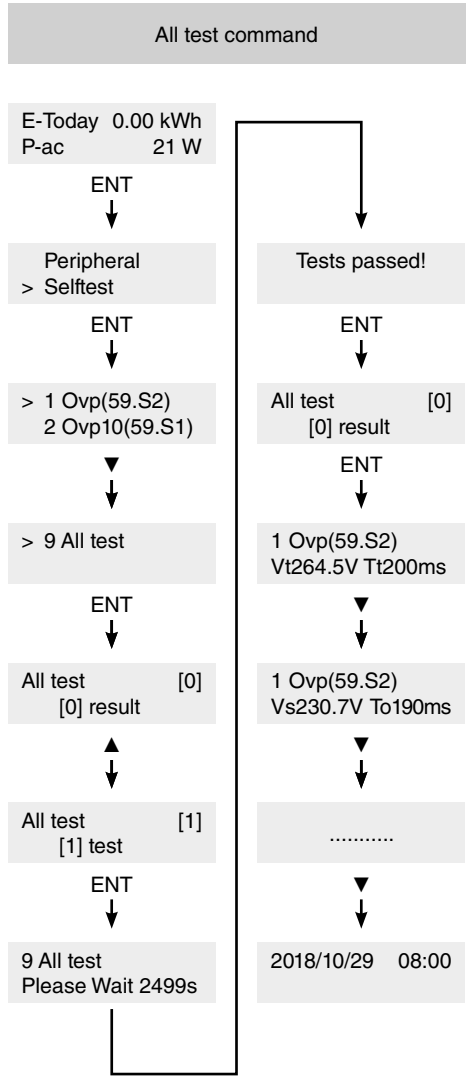 All test command
E-Today 0.00 kWh
P-ac 21 W
ENT
Peripheral
> Selftest
ENT
> 1 Ovp(59.S2)
2 Ovp10(59.S1)
▼
> 9 All test
ENT
All test [0]
[0] result
▲
All test [1]
[1] test
ENT
9 All test
Please Wait 2499s
Tests passed!
ENT
All test [0]
[0] result
ENT
1 Ovp(59.S2)
Vt264.5V Tt200ms
▼
1 Ovp(59.S2)
Vs230.7V To190ms
▼
...........
▼
2018/10/29 08:00